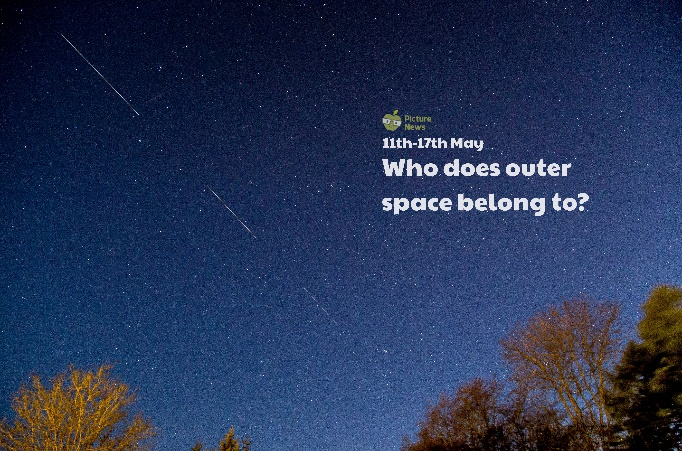 Picture
News
11th-17th May
Who does outer
space belong to?